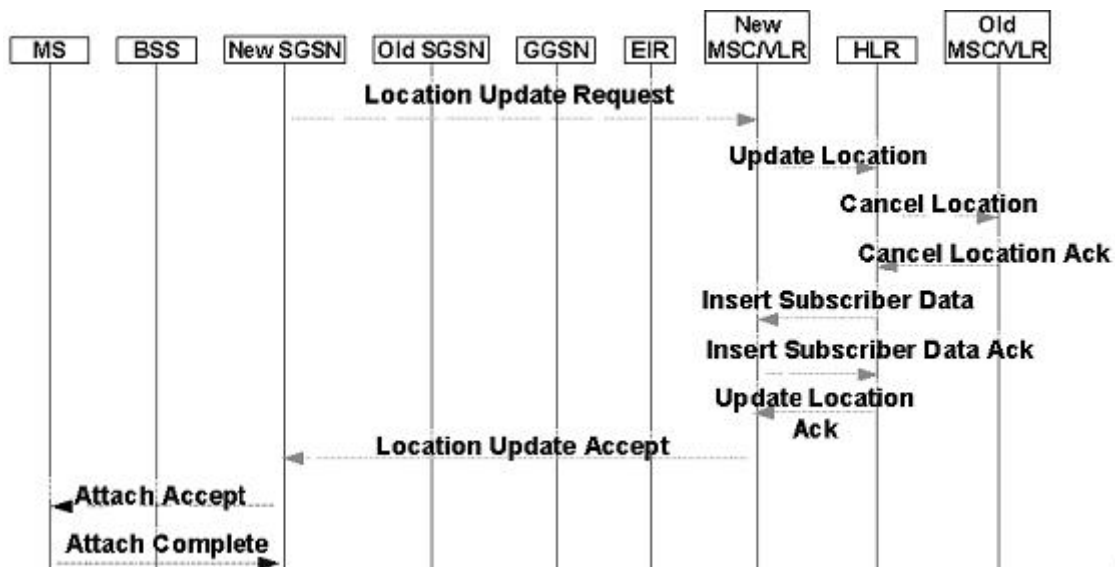 MS BSS New SGSN Old SGSN GGSN EIR New MSC/VLR HLR Old MSC/VLR
Location Update Request
Update Location
Cancel Location
Cancel Location Ack
Insert Subscriber Data
Insert Subscriber Data Ack
Update Location
Ack
Location Update Accept
Attach Accept
Attach Complete